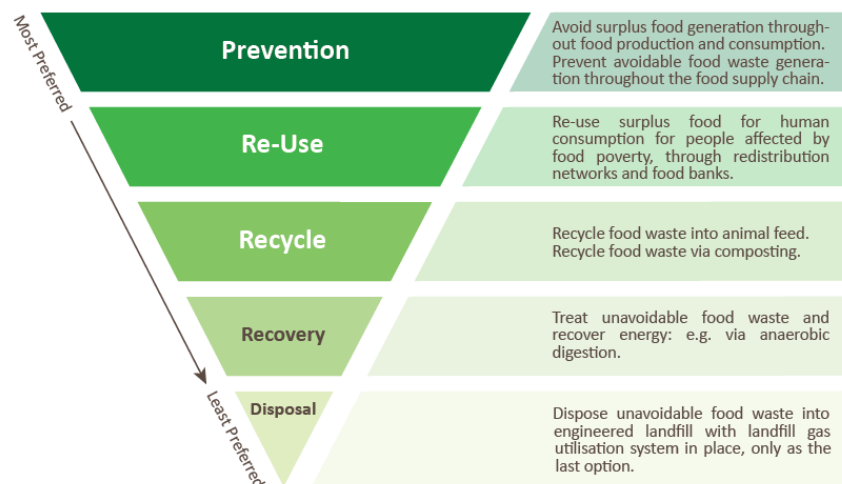 Most Preferred
Prevention
Avoid surplus food generation through-
out food production and consumption.
Prevent avoidable food waste genera-
tion throughout the food supply chain.
Re-Use
Re-use surplus food for human
consumption for people affected by
food poverty, through redistribution
networks and food banks.
Recycle
Recycle food waste into animal feed.
Recycle food waste via composting.
Recovery
Treat unavoidable food waste and
recover energy: e.g. via anaerobic
digestion.
Least Preferred
Disposal
Dispose unavoidable food waste into
engineered landfill with landfill gas
utilisation system in place, only as the
last option.